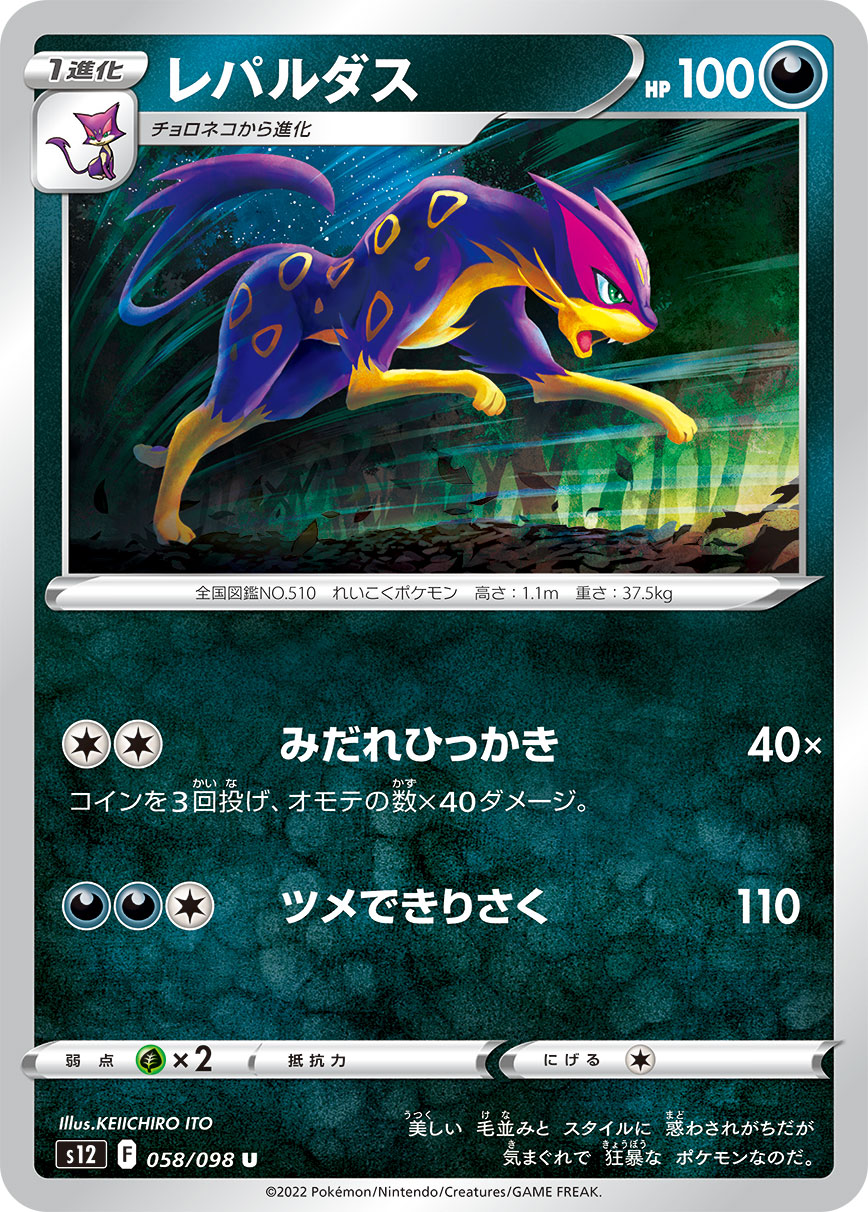 1進化
レパルダス
HP 100
チョロネコから進化
全国図鑑NO.510 れいこくポケモン 高さ：1.1m 重さ：37.5kg
みだれひっかき 40×
コインを3回投げ、オモテの数×40ダメージ。
ツメできりさく 110
弱点 ×2 抵抗力 にげる
Illus.KEIICHIRO ITO
美しい 毛並みと スタイルに 惑わされがちだが
気まぐれで 狂暴な ポケモンなのだ。
s12 F 058/098 U
©2022 Pokémon/Nintendo/Creatures/GAME FREAK.